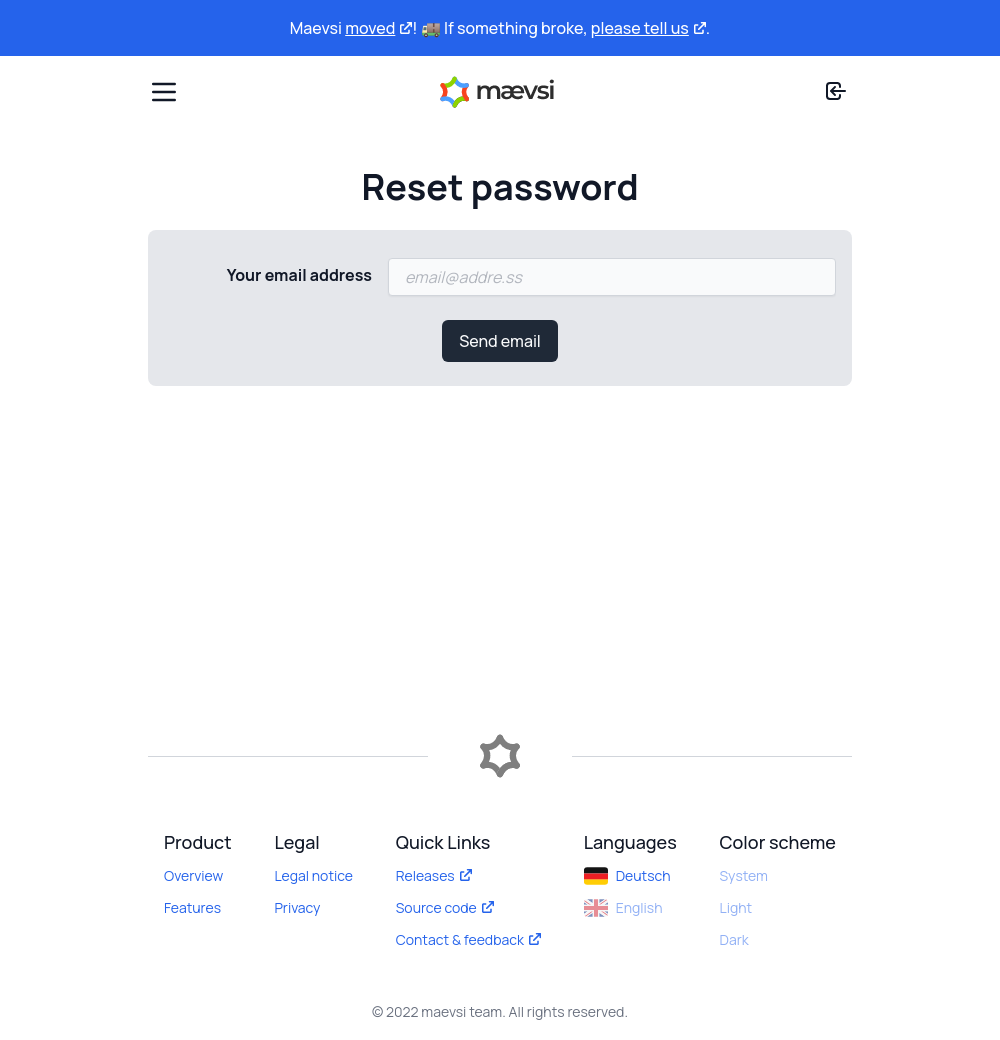 Maevsi moved ! 🚚 If something broke, please tell us .
mævsi
Reset password
Your email address
email@addre.ss
Send email
Product
Overview
Features
Legal
Legal notice
Privacy
Quick Links
Releases
Source code
Contact & feedback
Languages
Deutsch
English
Color scheme
System
Light
Dark
© 2022 maevsi team. All rights reserved.